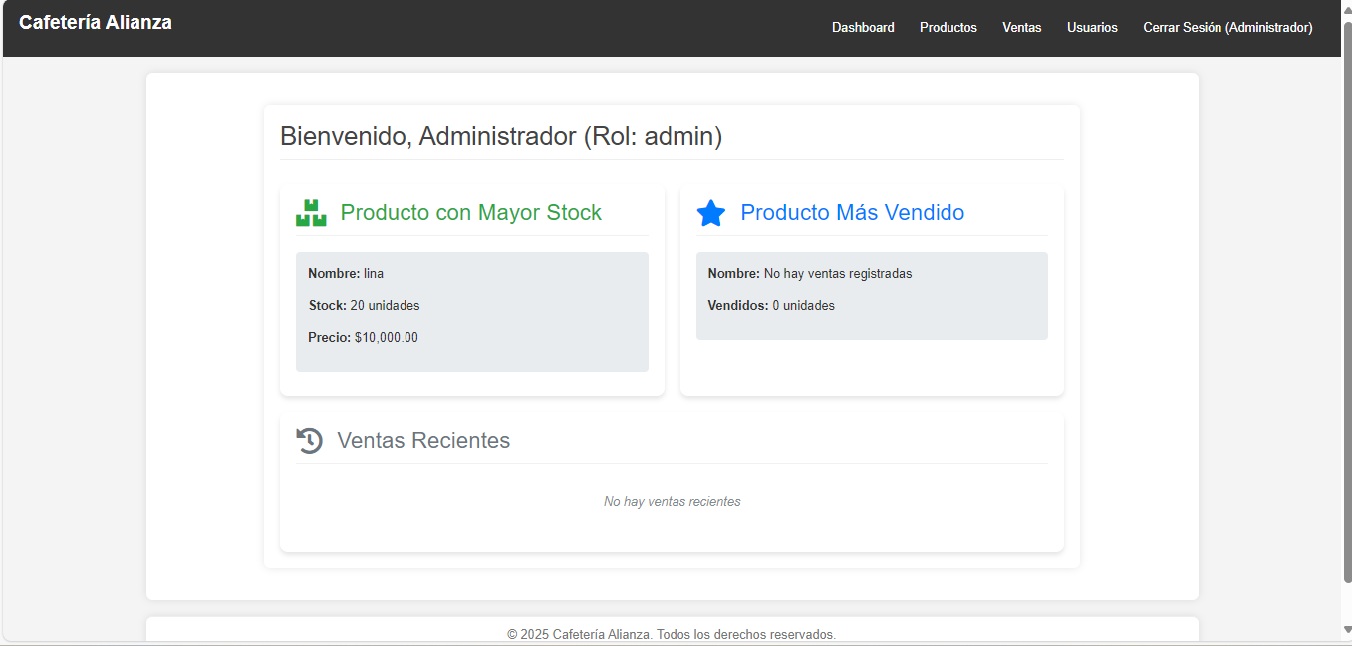 Cafetería Alianza
Dashboard Productos Ventas Usuarios Cerrar Sesión (Administrador)
Bienvenido, Administrador (Rol: admin)
Producto con Mayor Stock
Nombre: lina
Stock: 20 unidades
Precio: $10,000.00
Producto Más Vendido
Nombre: No hay ventas registradas
Vendidos: 0 unidades
Ventas Recientes
No hay ventas recientes
© 2025 Cafetería Alianza. Todos los derechos reservados.